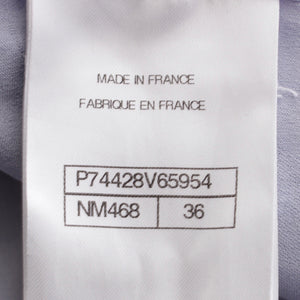 MADE IN FRANCE
FABRIQUE EN FRANCE
P74428V65954
NM468 36